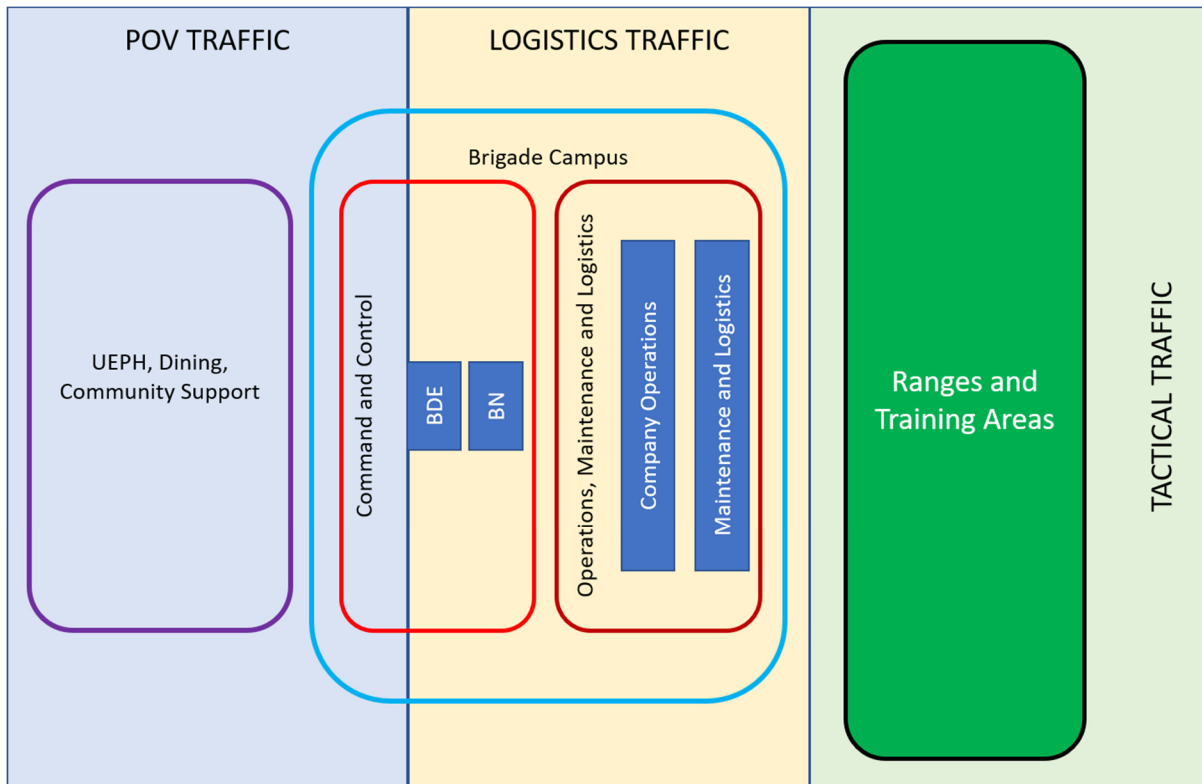 POV TRAFFIC
LOGISTICS TRAFFIC
Brigade Campus
UEPH, Dining,
Community Support
Command and Control
BDE
BN
Operations, Maintenance and Logistics
Company Operations
Maintenance and Logistics
Ranges and
Training Areas
TACTICAL TRAFFIC